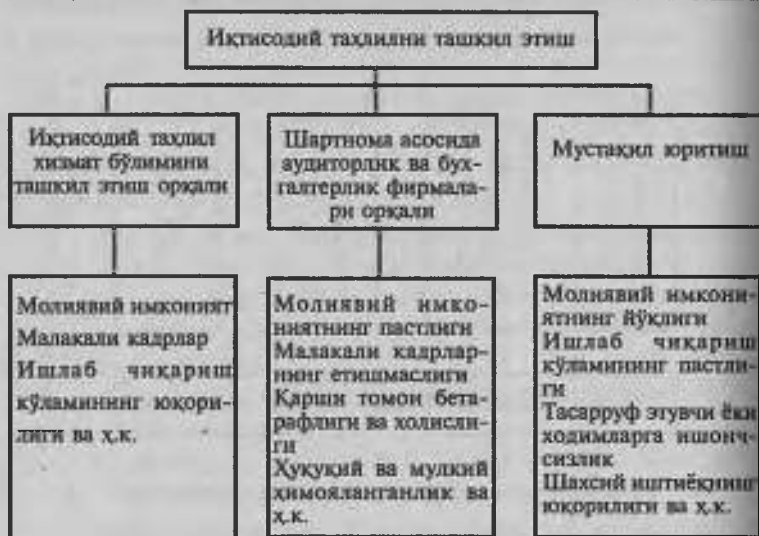 Иқтисодий таҳлилни ташкил этиш
Иқтисодий таҳлил
хизмат бўлимини
ташкил этиш орқали
Шартнома асосида
аудиторлик ва бух-
галтерлик фирмала-
ри орқали
Мустақил юритиш
Молиявий имконият
Малакали кадрлар
Ишлаб чиқариш
кўламининг юқори-
лиги ва ҳ.к.
Молиявий имко-
ниятнинг пастлиги
Малакали кадрлар-
нинг етишмаслиги
Қарши томон бета-
рафлиги ва холисли-
ги
Ҳуқуқий ва мулкий
ҳимояланганлик ва
ҳ.к.
Молиявий имкони-
ятнинг йўқлиги
Ишлаб чиқариш
кўламининг пастли-
ги
Тасарруф этувчи ёки
ходимларга ишонч-
сизлик
Шахсий иштиёқнинг
юқорилиги ва ҳ.к.